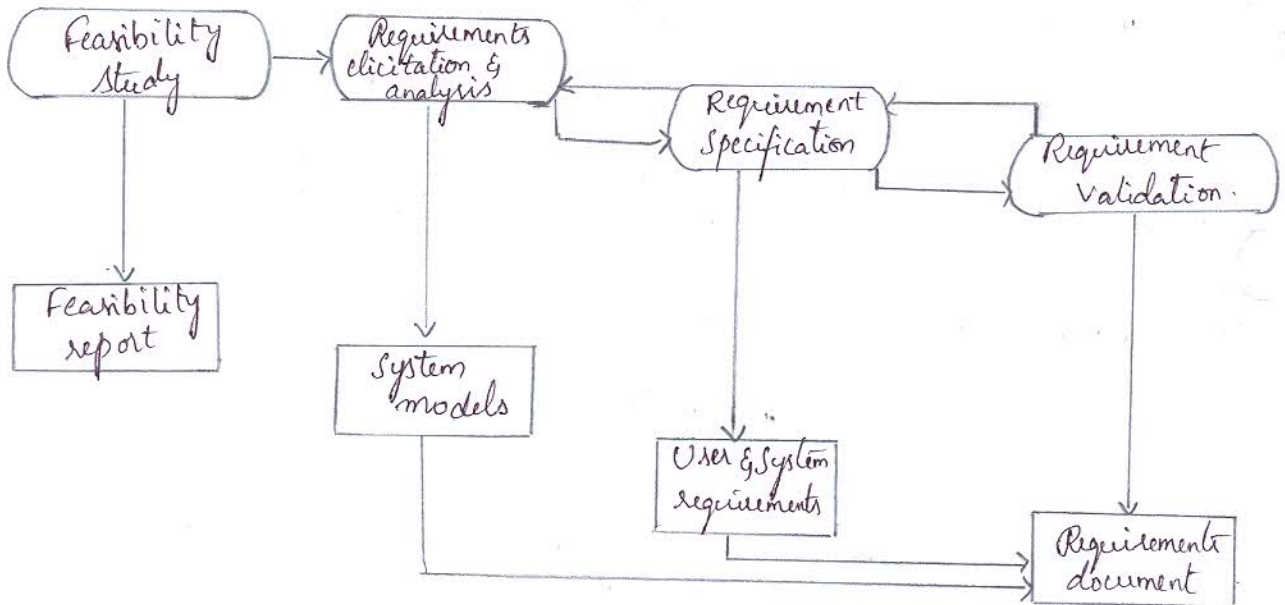 Feasibility
study
Requirements
elicitation &
analysis
Requirement
Specification
Requirement
Validation.
Feasibility
report
System
models
User & System
requirements
Requirements
document